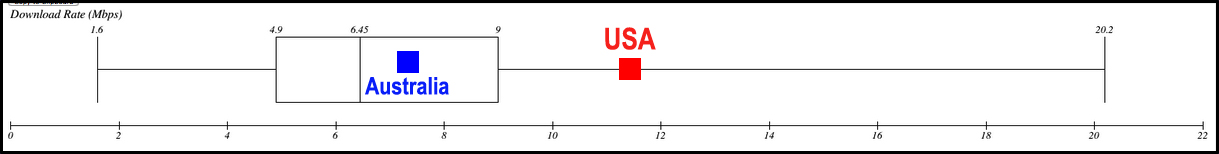 Download Rate (Mbps)
1.6 4.9 6.45 9 20.2
USA
Australia
0 2 4 6 8 10 12 14 16 18 20 22